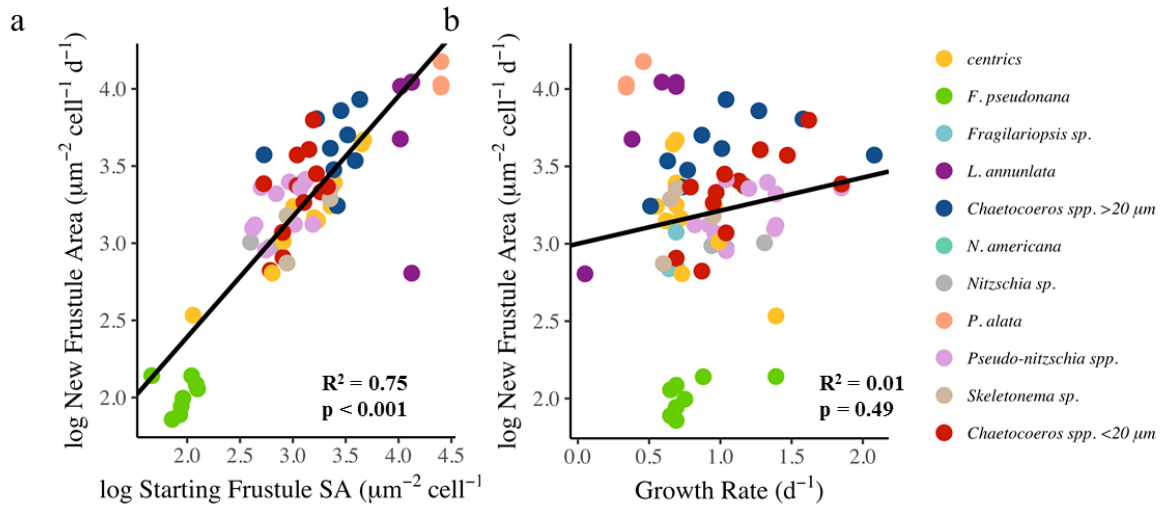 a
b
log New Frustule Area (μm⁻² cell⁻¹ d⁻¹)
4.0
3.5
3.0
2.5
2.0
R² = 0.75
p < 0.001
2.0 2.5 3.0 3.5 4.0 4.5
log Starting Frustule SA (μm⁻² cell⁻¹
log New Frustule Area (μm⁻² cell⁻¹ d⁻¹)
4.0
3.5
3.0
2.5
2.0
R² = 0.01
p = 0.49
0.0 0.5 1.0 1.5 2.0
Growth Rate (d⁻¹)
centrics
F. pseudonana
Fragilariopsis sp.
L. annunlata
Chaetocoeros spp. >20 μm
N. americana
Nitzschia sp.
P. alata
Pseudo-nitzschia spp.
Skeletonema sp.
Chaetocoeros spp. <20 μm